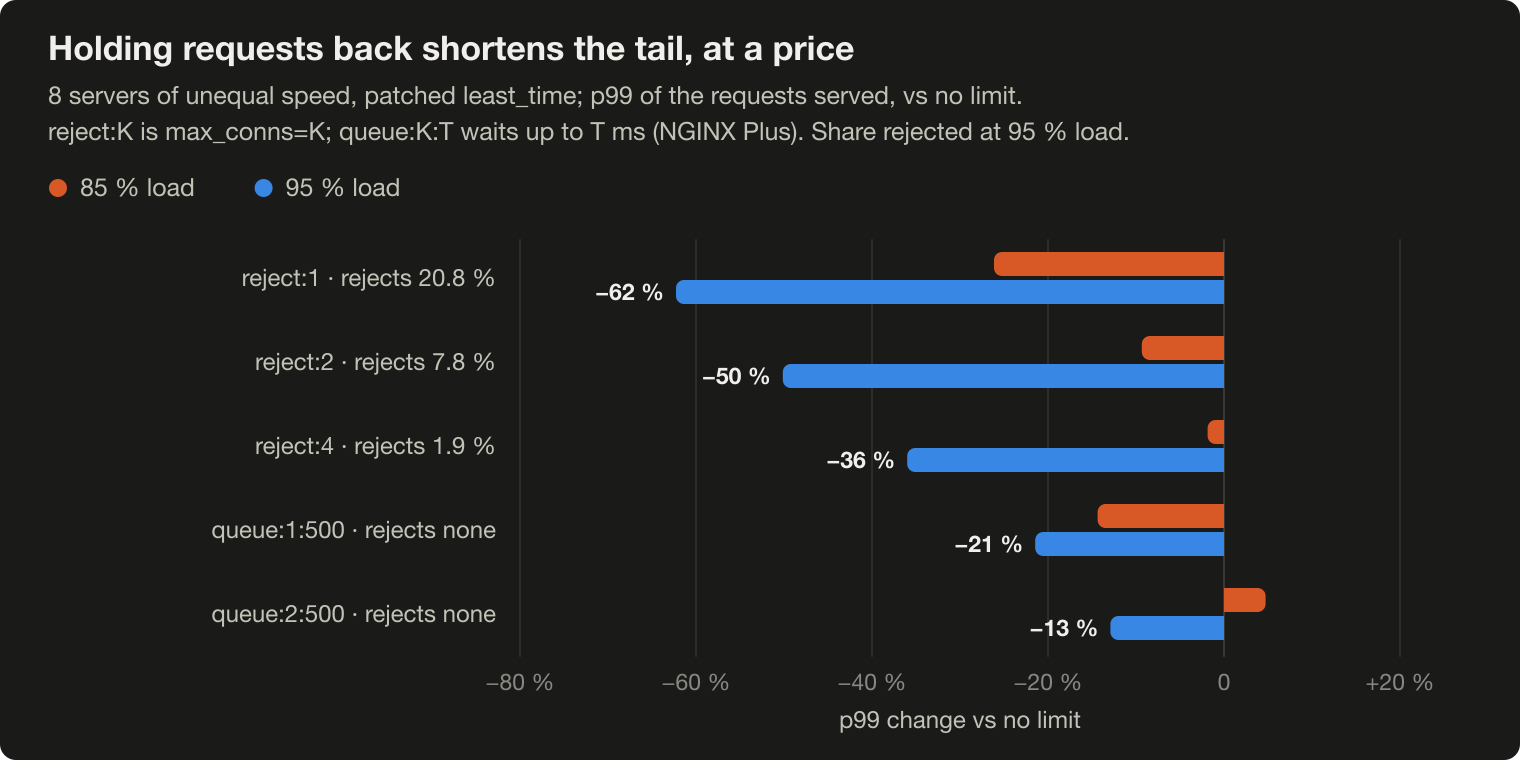 Holding requests back shortens the tail, at a price
8 servers of unequal speed, patched least_time; p99 of the requests served, vs no limit.
reject:K is max_conns=K; queue:K:T waits up to T ms (NGINX Plus). Share rejected at 95 % load.
85 % load
95 % load
reject:1 · rejects 20.8 %
−62 %
reject:2 · rejects 7.8 %
−50 %
reject:4 · rejects 1.9 %
−36 %
queue:1:500 · rejects none
−21 %
queue:2:500 · rejects none
−13 %
−80 %
−60 %
−40 %
−20 %
0
+20 %
p99 change vs no limit